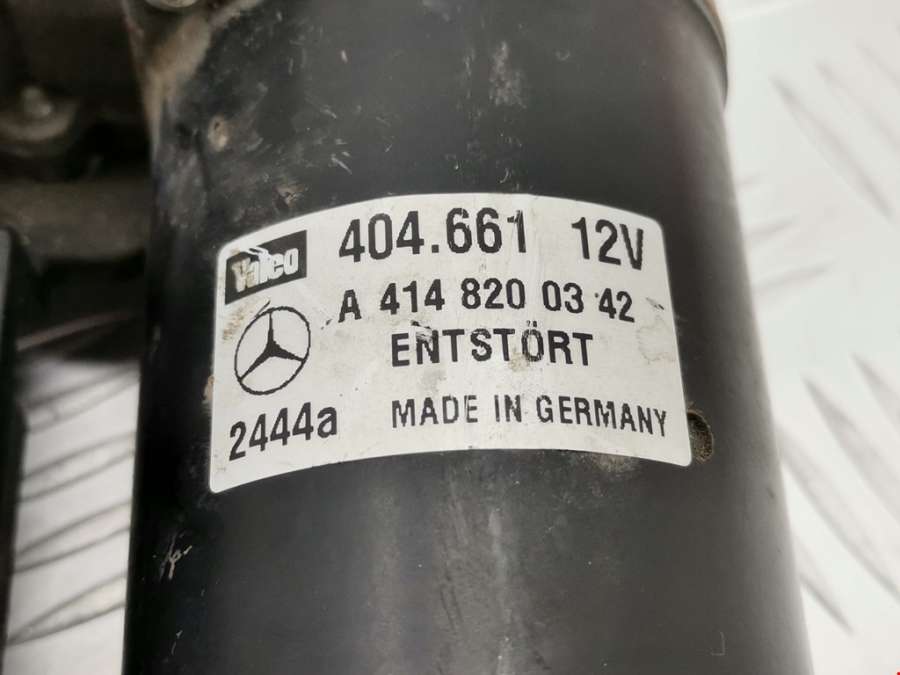 Valeo 404.661 12V
A 414 820 03 42
ENTSTÖRT
2444a MADE IN GERMANY